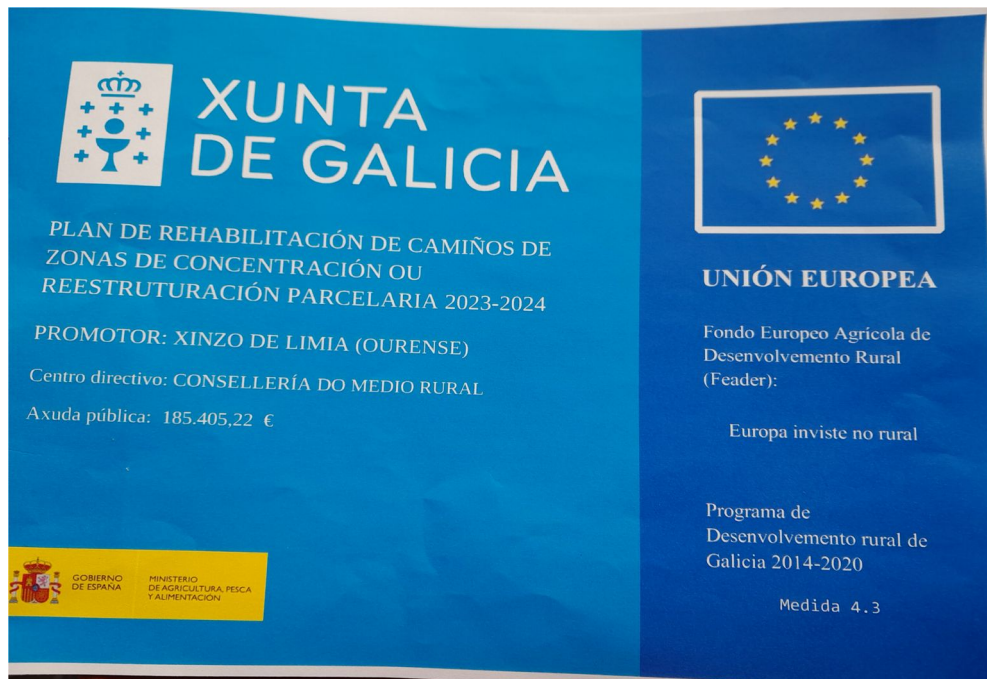 XUNTA
DE GALICIA
PLAN DE REHABILITACIÓN DE CAMIÑOS DE
ZONAS DE CONCENTRACIÓN OU
REESTRUTURACIÓN PARCELARIA 2023-2024
PROMOTOR: XINZO DE LIMIA (OURENSE)
Centro directivo: CONSELLERÍA DO MEDIO RURAL
Axuda pública: 185.405,22 €
GOBIERNO
DE ESPAÑA
MINISTERIO
DE AGRICULTURA, PESCA
Y ALIMENTACIÓN
UNIÓN EUROPEA
Fondo Europeo Agrícola de
Desenvolvemento Rural
(Feader):
Europa inviste no rural
Programa de
Desenvolvemento rural de
Galicia 2014-2020
Medida 4.3